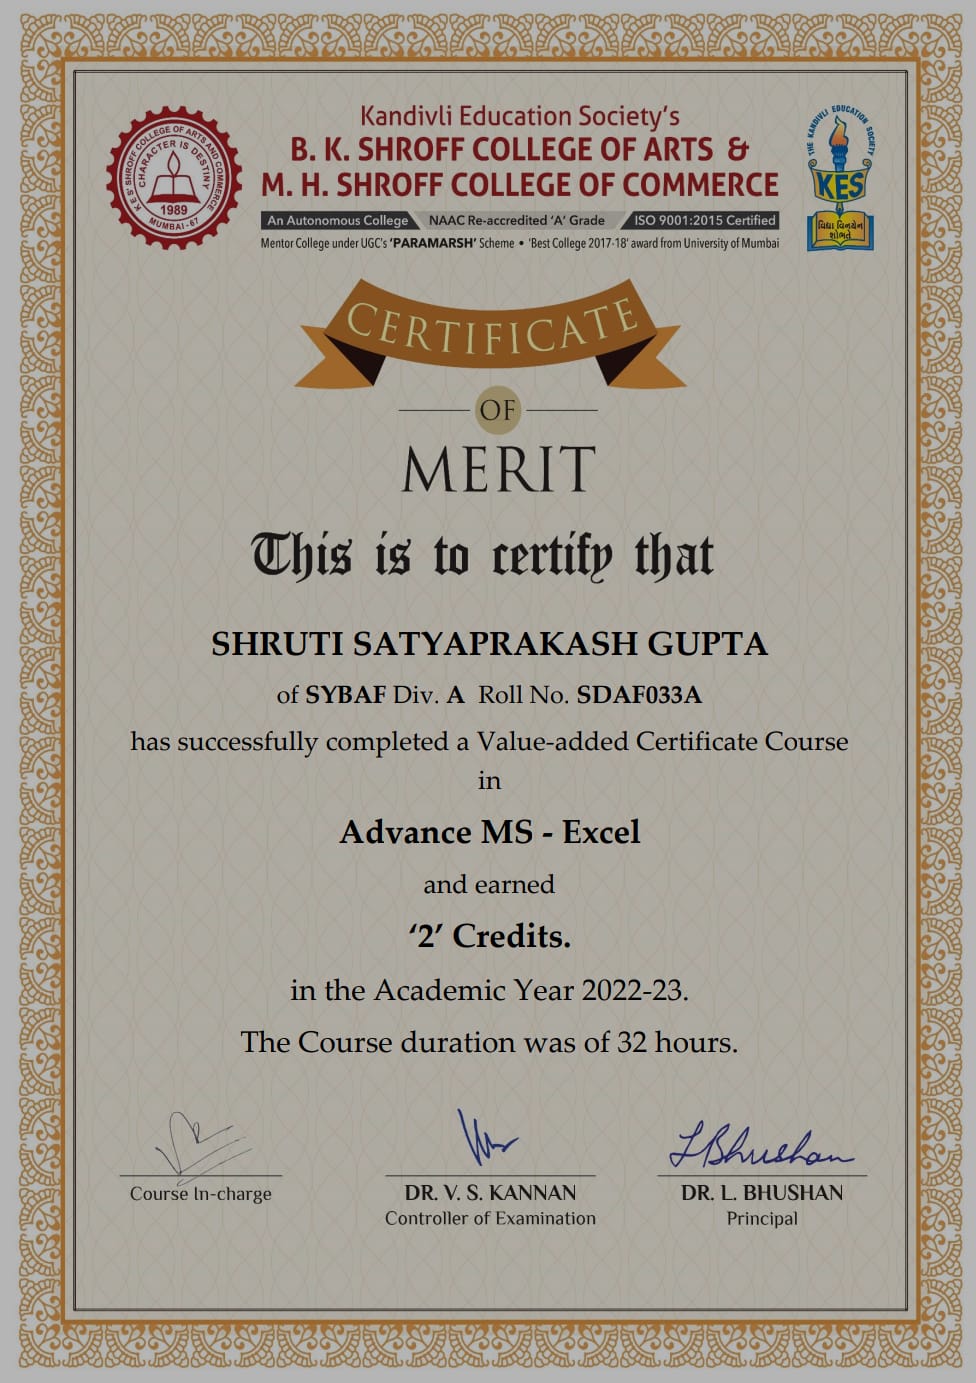 Kandivli Education Society's
B. K. SHROFF COLLEGE OF ARTS &
M. H. SHROFF COLLEGE OF COMMERCE
An Autonomous College NAAC Re-accredited 'A' Grade ISO 9001:2015 Certified
Mentor College under UGC's 'PARAMARSH' Scheme • 'Best College 2017-18' award from University of Mumbai
K E S' SHROFF COLLEGE OF ARTS AND COMMERCE
CHARACTER IS DESTINY
1989
MUMBAI - 67
THE KANDIVLI EDUCATION SOCIETY
KES
વિદ્યા વિનયેન
શોભતે
CERTIFICATE
OF
MERIT
This is to certify that
SHRUTI SATYAPRAKASH GUPTA
of SYBAF Div. A Roll No. SDAF033A
has successfully completed a Value-added Certificate Course
in
Advance MS - Excel
and earned
‘2’ Credits.
in the Academic Year 2022-23.
The Course duration was of 32 hours.
LBhushan
Course In-charge
DR. V. S. KANNAN
Controller of Examination
DR. L. BHUSHAN
Principal